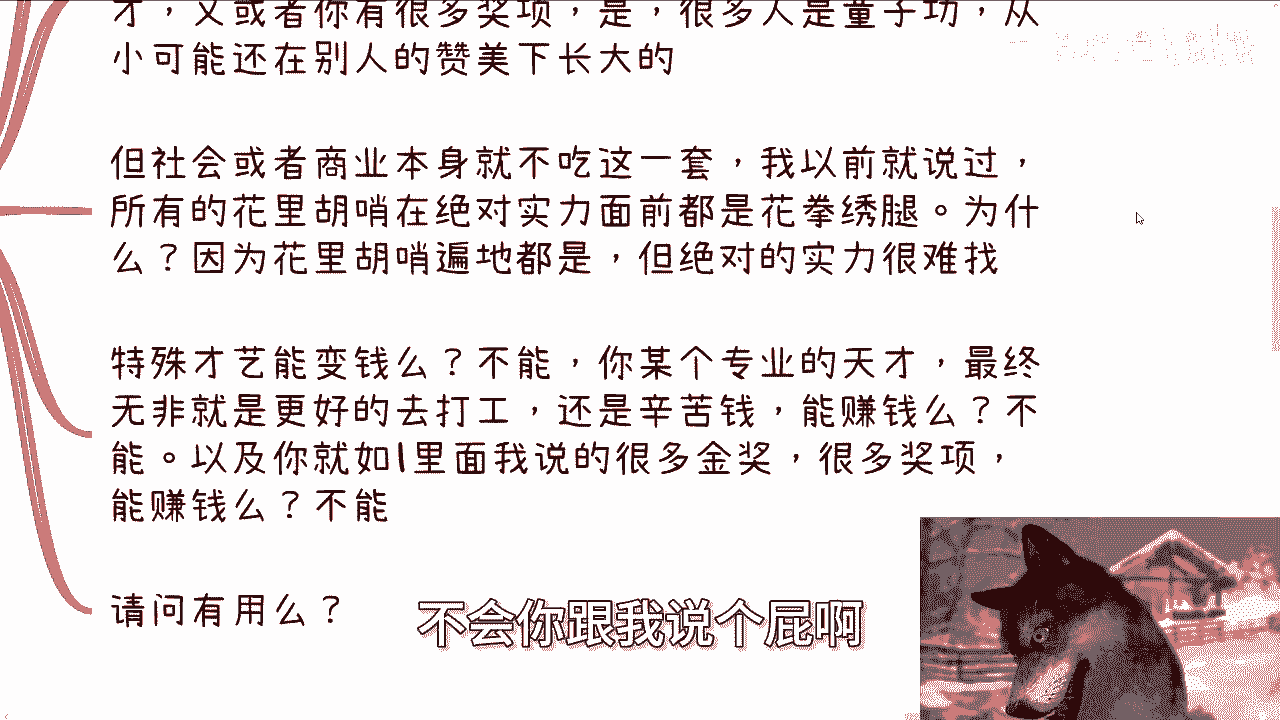 才，又或者你有很多奖项，是，很多人是童子功，从
小可能还在别人的赞美下长大的
但社会或者商业本身就不吃这一套，我以前就说过，
所有的花里胡哨在绝对实力面前都是花拳绣腿。为什
么？因为花里胡哨遍地都是，但绝对的实力很难找
特殊才艺能变钱么？不能，你某个专业的天才，最终
无非就是更好的去打工，还是辛苦钱，能赚钱么？不
能。以及你就如1里面我说的很多金奖，很多奖项，
能赚钱么？不能
请问有用么？
不会你跟我说个屁啊